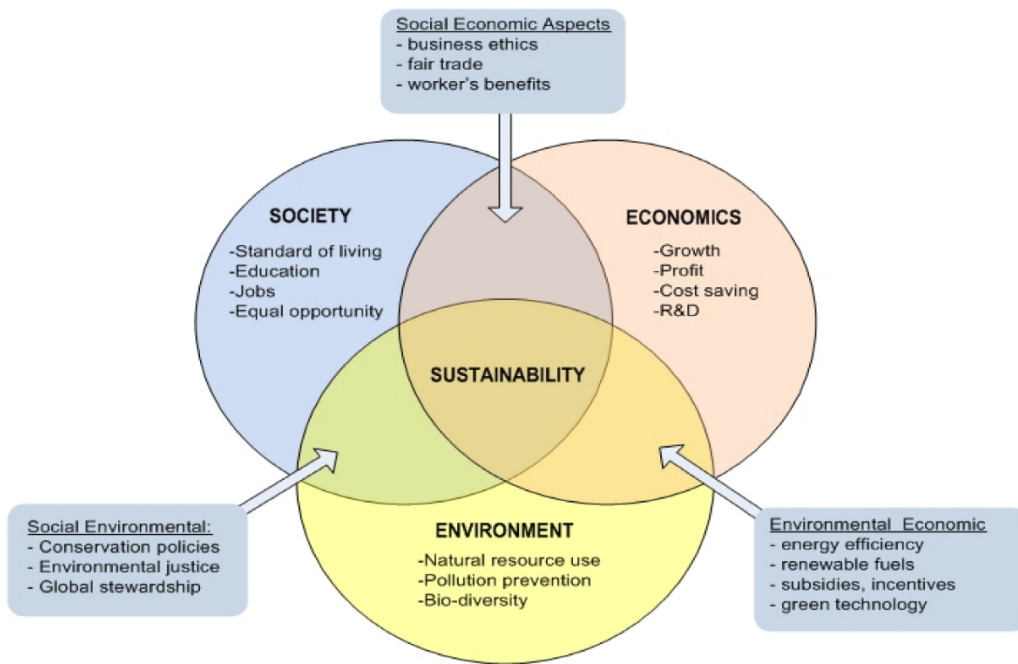 Social Economic Aspects
- business ethics
- fair trade
- worker's benefits
SOCIETY
-Standard of living
-Education
-Jobs
-Equal opportunity
ECONOMICS
-Growth
-Profit
-Cost saving
-R&D
SUSTAINABILITY
Social Environmental:
- Conservation policies
- Environmental justice
- Global stewardship
ENVIRONMENT
-Natural resource use
-Pollution prevention
-Bio-diversity
Environmental Economic
- energy efficiency
- renewable fuels
- subsidies, incentives
- green technology